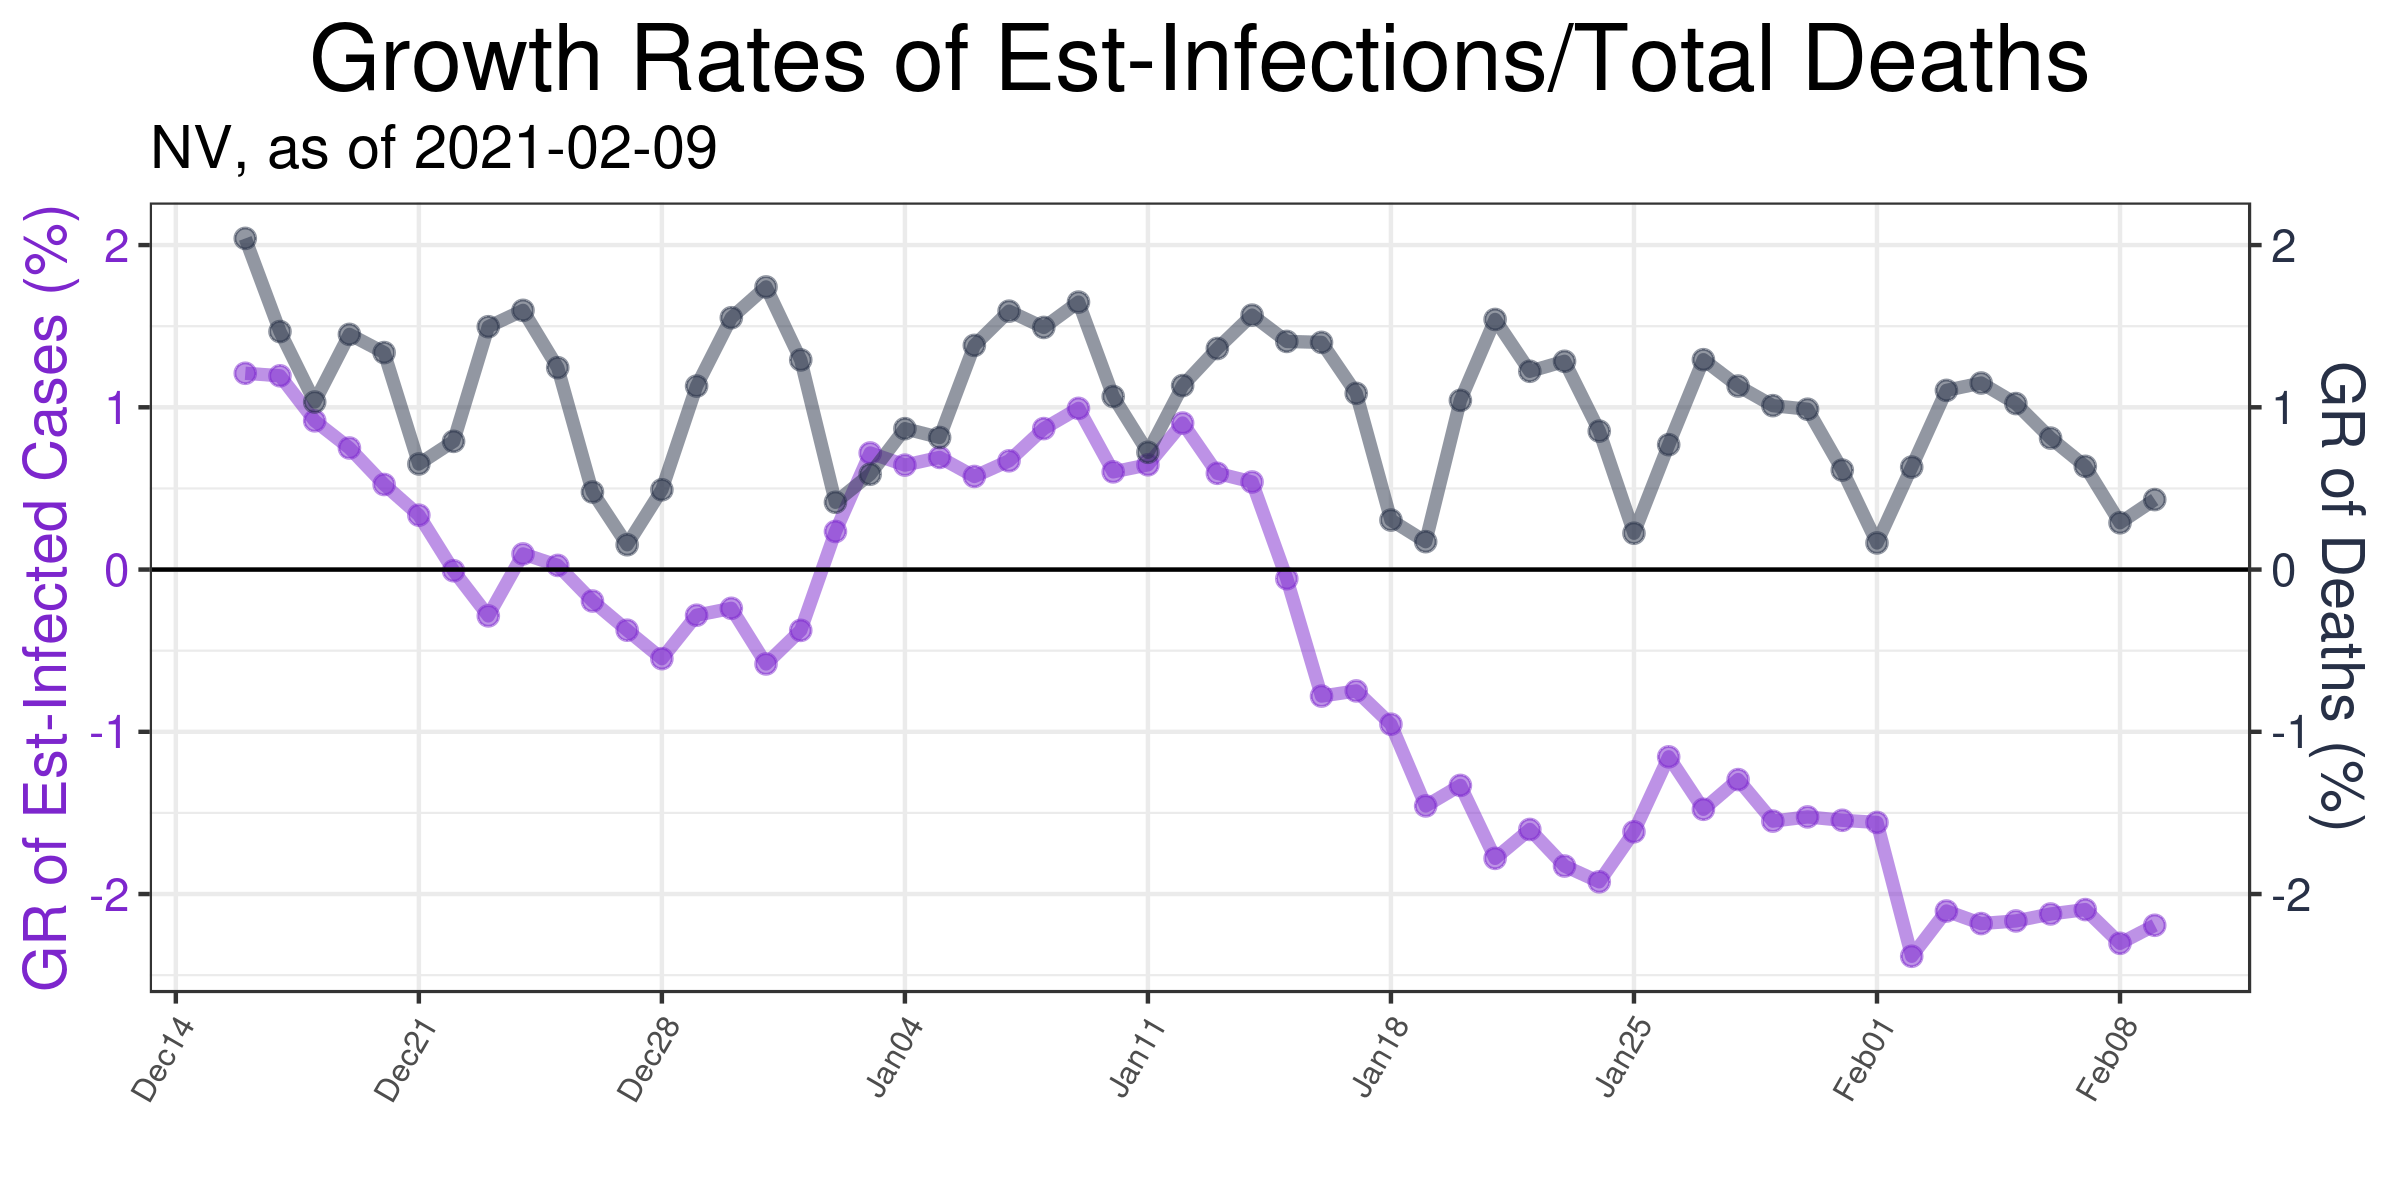 Growth Rates of Est-Infections/Total Deaths
NV, as of 2021-02-09
GR of Est-Infected Cases (%)
2
1
0
-1
-2
2
1
0
-1
-2
GR of Deaths (%)
Dec14
Dec21
Dec28
Jan04
Jan11
Jan18
Jan25
Feb01
Feb08